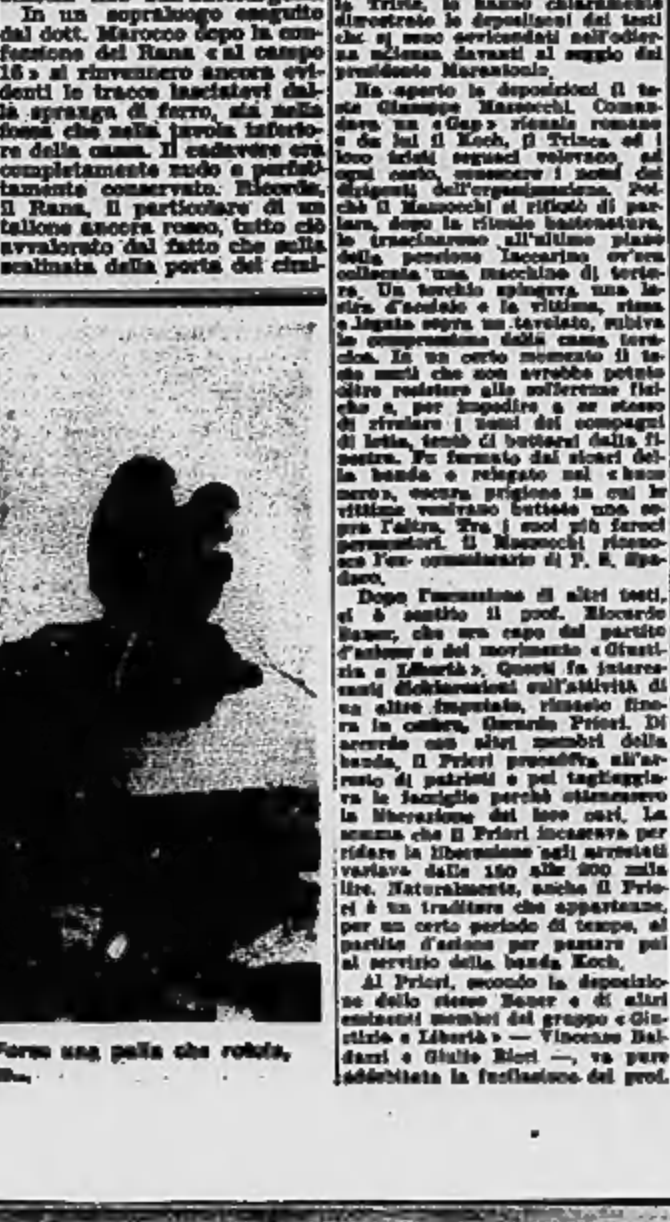 In un sopraluogo eseguito
dal dott. Marocco dopo la con-
fessione del Rana «al campo
16» si rinvennero ancora evi-
denti le tracce lasciatevi dal-
la spranga di ferro, sia nella
fossa che nella tavola inferio-
re della cassa. Il cadavere era
completamente nudo e perfet-
tamente conservato. Ricorda,
il Rana, il particolare di un
tallone ancora rosso, tutto ciò
avvalorato dal fatto che sulla
scalinata della porta del cimi-
Forse una palla che rotola,
la Trinca, lo hanno chiaramente
dimostrato le deposizioni dei testi
che si sono avvicendati nell'odier-
na udienza davanti al seggio del
presidente Marantonio.
Ha aperto le deposizioni il te-
ste Giuseppe Massocchi. Coman-
dava un «Gap» rionale romano
e da lui il Koch, il Trinca ed i
loro tristi seguaci volevano, ad
ogni costo, conoscere i nomi dei
dirigenti dell'organizzazione. Poi-
chè il Massocchi si rifiutò di par-
lare, dopo la rituale bastonatura,
lo trascinarono all'ultimo piano
della pensione Jaccarino ov'era
collocata una macchina di tortu-
ra. Un torchio spingeva una la-
stra d'acciaio e la vittima, stesa
e legata sopra un tavolato, subiva
la compressione della cassa tora-
cica. In un certo momento il te-
ste sentì che non avrebbe potuto
oltre resistere alle sofferenze fisi-
che e, per impedire a se stesso
di rivelare i nomi dei compagni
di lotta, tentò di buttarsi dalla fi-
nestra. Fu fermato dai sicari del-
la banda e relegato nel «buco
nero», oscura prigione in cui le
vittime venivano buttate una so-
pra l'altra. Tra i suoi più feroci
persecutori, il Massocchi ricono-
sce l'ex commissario di P. S.
Dopo l'escussione di altri testi,
si è sentito il prof. Riccardo
Bauer, che era capo del partito
d'azione e del movimento «Giusti-
zia e Libertà». Questi fa interes-
santi dichiarazioni sull'attività di
un altro imputato, rimasto fino-
ra in ombra, Gerardo Priori. Di
accordo con altri membri della
banda, il Priori procedeva all'ar-
resto di patrioti e poi taglieggia-
va le famiglie perchè ottenessero
la liberazione dei loro cari. La
somma che il Priori incassava per
ridare la liberazione agli arrestati
variava dalle 150 alle 200 mila
lire. Naturalmente, anche il Prio-
ri è un traditore che appartenne,
per un certo periodo di tempo, al
partito d'azione per passare poi
al servizio della banda Koch.
Al Priori, secondo la deposizio-
ne dello stesso Bauer e di altri
eminenti membri del gruppo «Giu-
stizia e Libertà» — Vincenzo Bal-
dazzi e Giulio Ricci —, va pure
addebitata la fucilazione del prof.